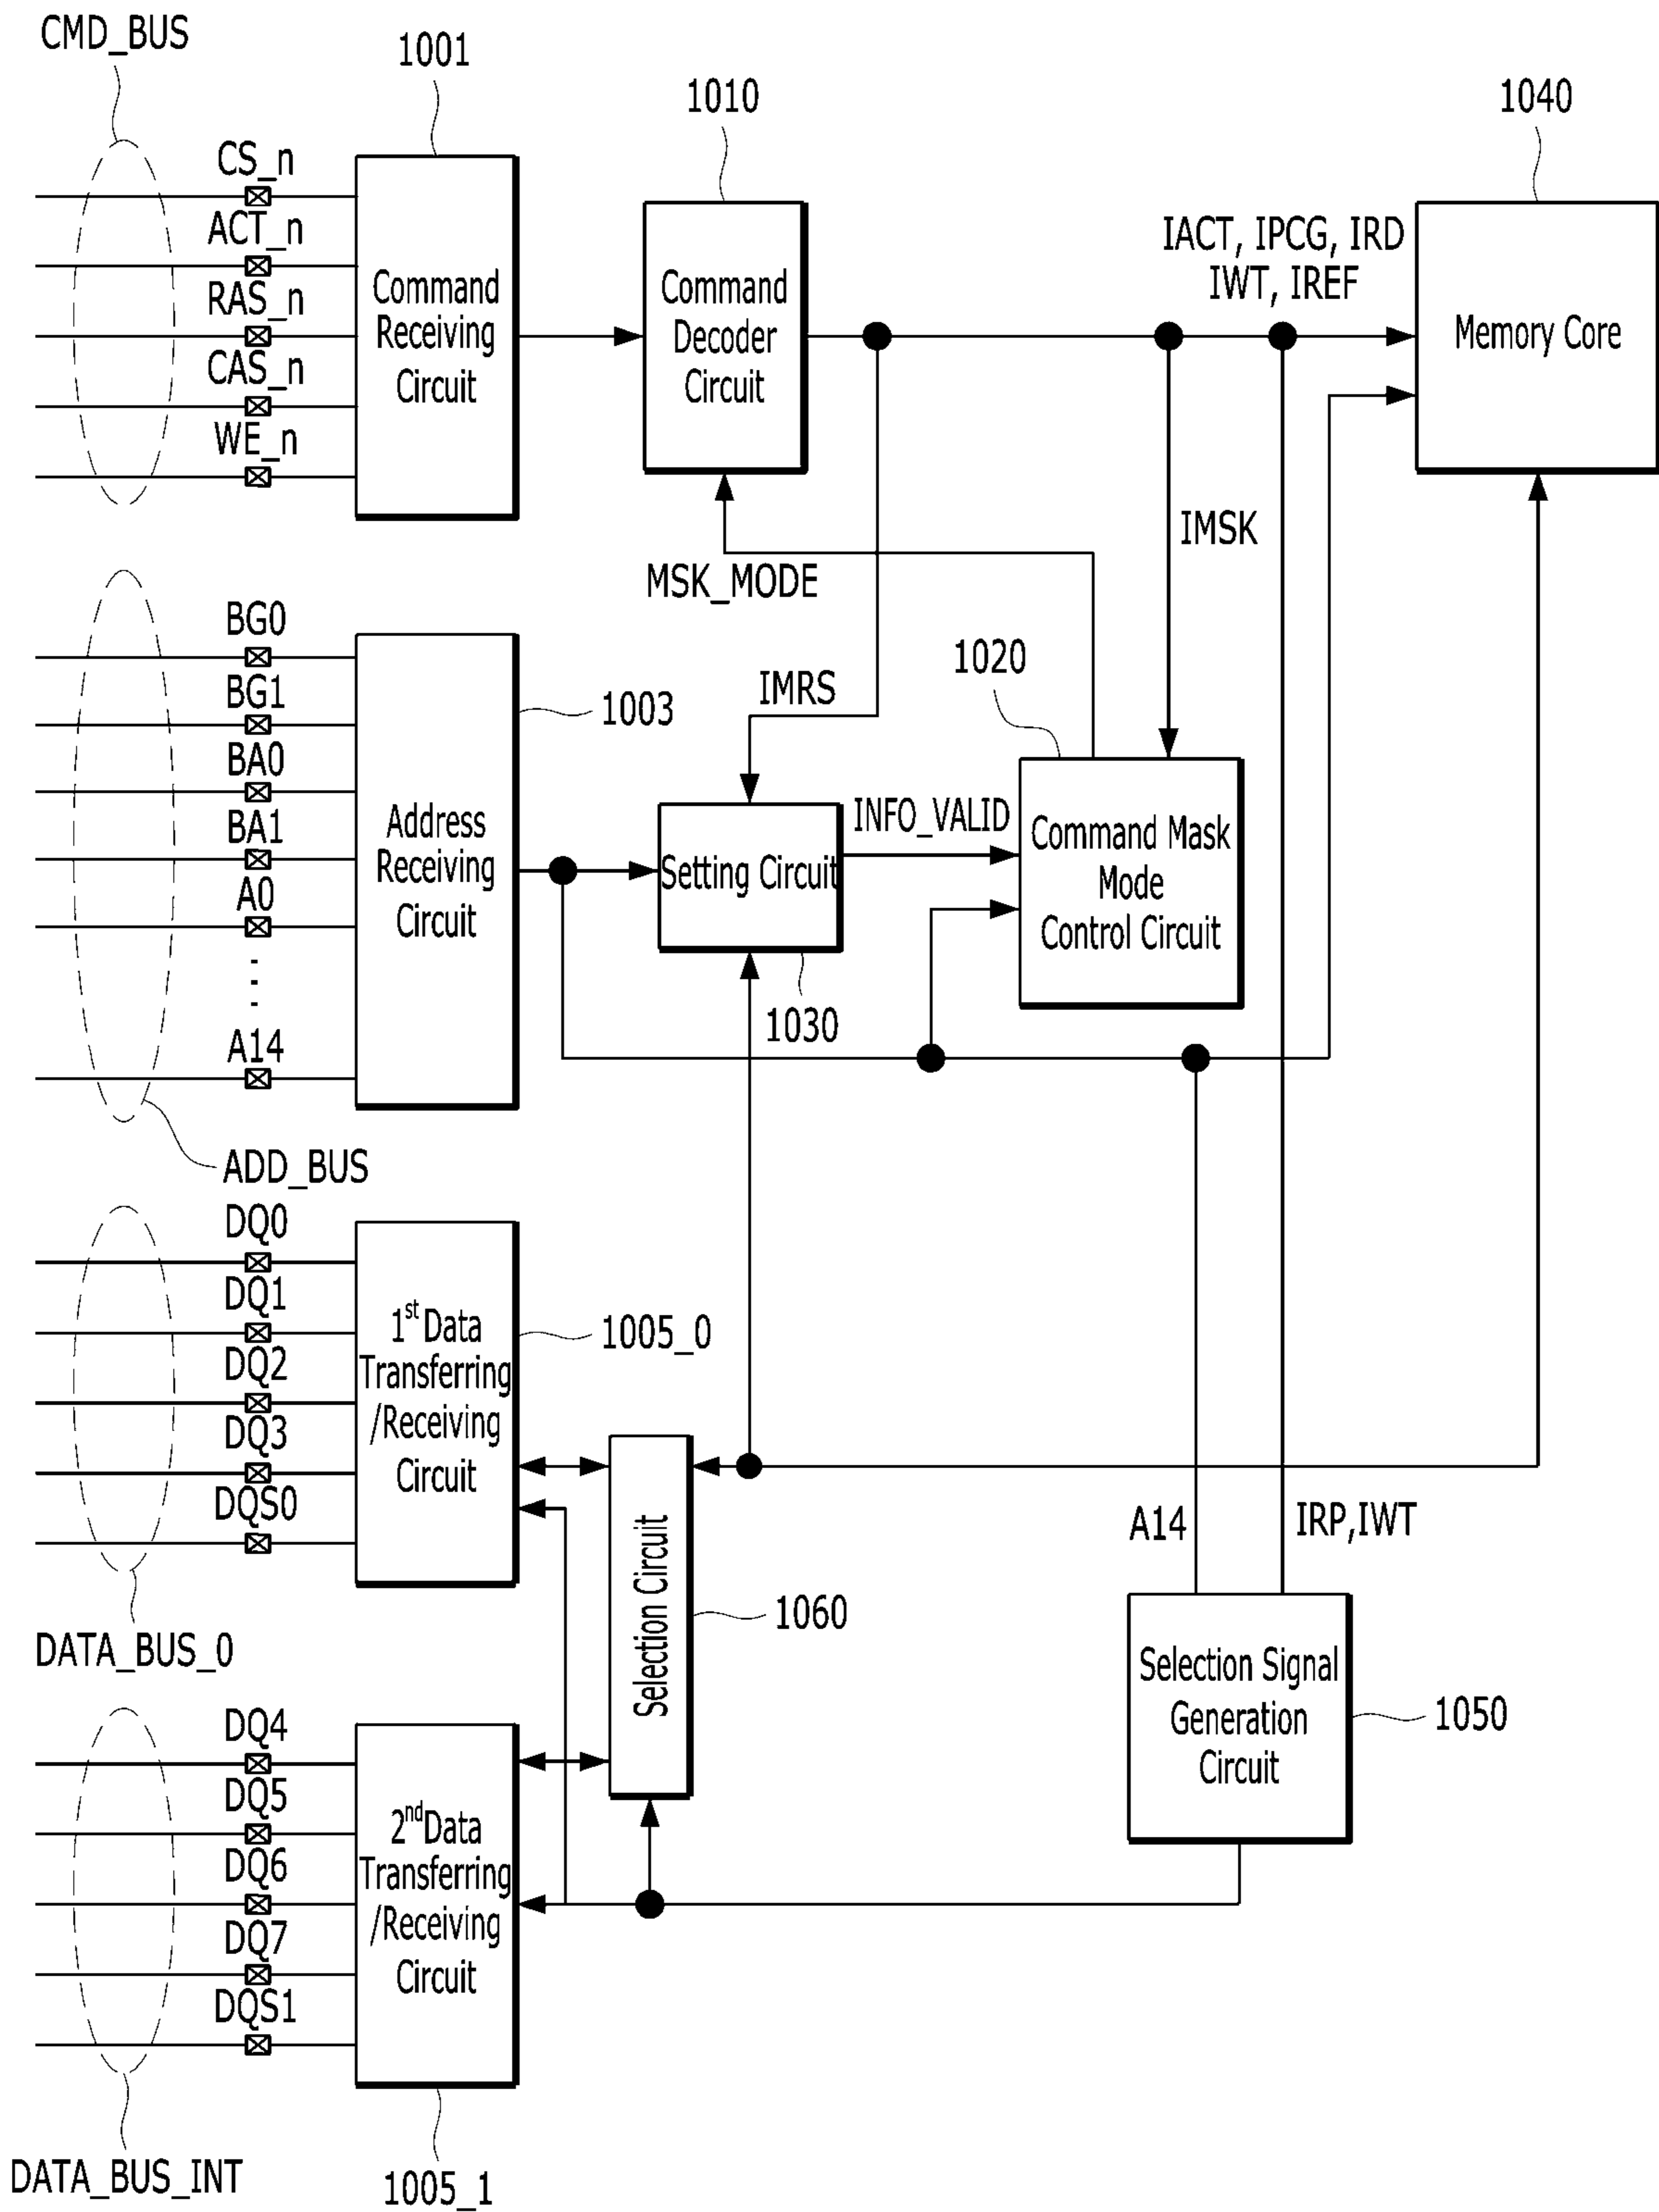 CMD_BUS
1001
1010
1040
CS_n
ACT_n
RAS_n
CAS_n
WE_n
Command
Receiving
Circuit
Command
Decoder
Circuit
IACT, IPCG, IRD
IWT, IREF
Memory Core
IMSK
MSK_MODE
BG0
BG1
BA0
BA1
A0
A14
1003
Address
Receiving
Circuit
IMRS
1020
INFO_VALID
Setting Circuit
1030
Command Mask
Mode
Control Circuit
ADD_BUS
DQ0
DQ1
DQ2
DQ3
DQS0
1st Data
Transferring
/Receiving
Circuit
1005_0
DATA_BUS_0
Selection Circuit
1060
A14
IRP,IWT
Selection Signal
Generation
Circuit
1050
DQ4
DQ5
DQ6
DQ7
DQS1
2nd Data
Transferring
/Receiving
Circuit
DATA_BUS_INT
1005_1